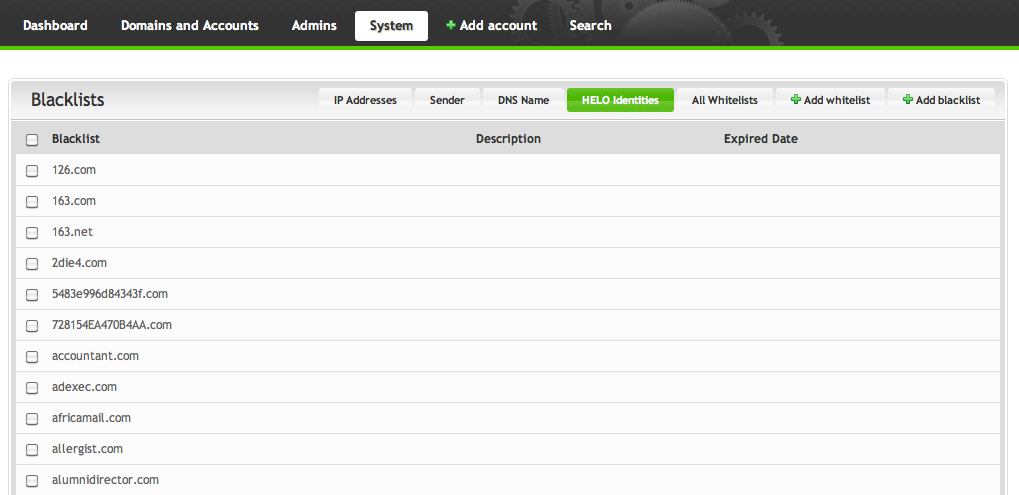 Dashboard Domains and Accounts Admins System Add account Search
Blacklists IP Addresses Sender DNS Name HELO Identities All Whitelists Add whitelist Add blacklist
Blacklist Description Expired Date
126.com
163.com
163.net
2die4.com
5483e996d84343f.com
728154EA470B4AA.com
accountant.com
adexec.com
africamail.com
allergist.com
alumnidirector.com